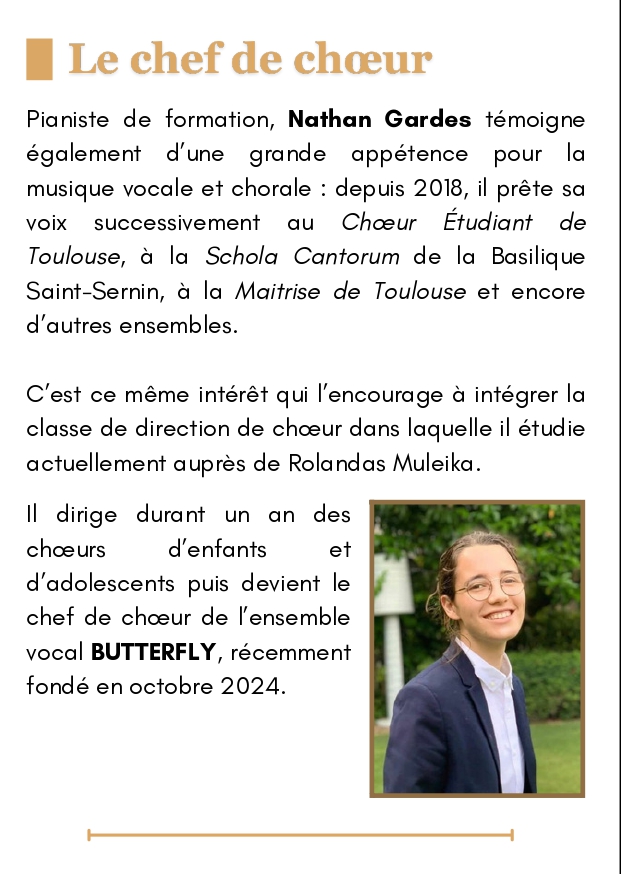 Le chef de chœur
Pianiste de formation, Nathan Gardes témoigne
également d’une grande appétence pour la
musique vocale et chorale : depuis 2018, il prête sa
voix successivement au Chœur Étudiant de
Toulouse, à la Schola Cantorum de la Basilique
Saint-Sernin, à la Maitrise de Toulouse et encore
d’autres ensembles.
C’est ce même intérêt qui l’encourage à intégrer la
classe de direction de chœur dans laquelle il étudie
actuellement auprès de Rolandas Muleika.
Il dirige durant un an des
chœurs d’enfants et
d’adolescents puis devient le
chef de chœur de l’ensemble
vocal BUTTERFLY, récemment
fondé en octobre 2024.